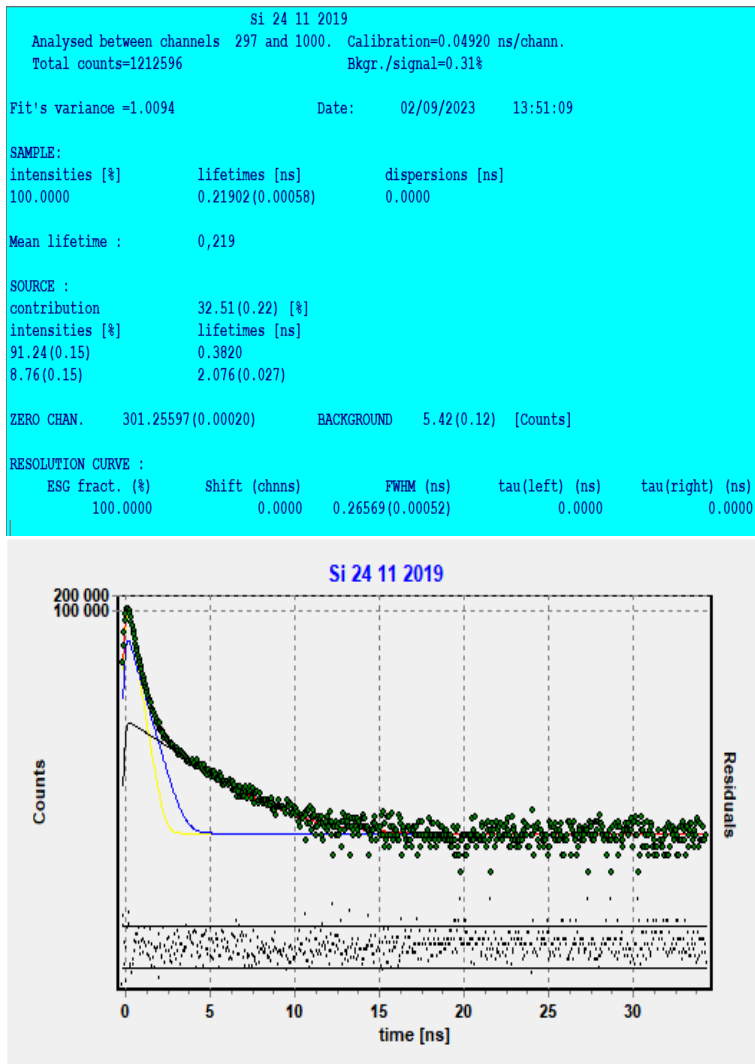 Si 24 11 2019
Analysed between channels 297 and 1000. Calibration=0.04920 ns/chann.
Total counts=1212596 Bkgr./signal=0.31%
Fit's variance =1.0094 Date: 02/09/2023 13:51:09
SAMPLE:
intensities [%] lifetimes [ns] dispersions [ns]
100.0000 0.21902(0.00058) 0.0000
Mean lifetime : 0,219
SOURCE :
contribution 32.51(0.22) [%]
intensities [%] lifetimes [ns]
91.24(0.15) 0.3820
8.76(0.15) 2.076(0.027)
ZERO CHAN. 301.25597(0.00020) BACKGROUND 5.42(0.12) [Counts]
RESOLUTION CURVE :
ESG fract. (%) Shift (chnns) FWHM (ns) tau(left) (ns) tau(right) (ns)
100.0000 0.0000 0.26569(0.00052) 0.0000 0.0000
Si 24 11 2019
200 000
100 000
Counts
Residuals
0 5 10 15 20 25 30
time [ns]